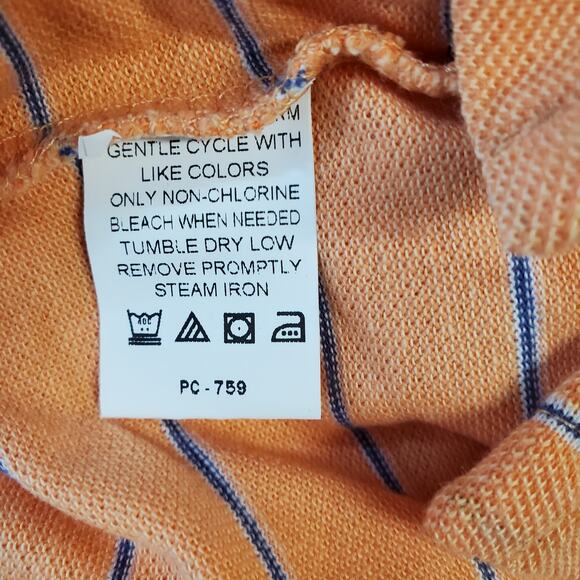 GENTLE CYCLE WITH
LIKE COLORS
ONLY NON-CHLORINE
BLEACH WHEN NEEDED
TUMBLE DRY LOW
REMOVE PROMPTLY
STEAM IRON
PC - 759